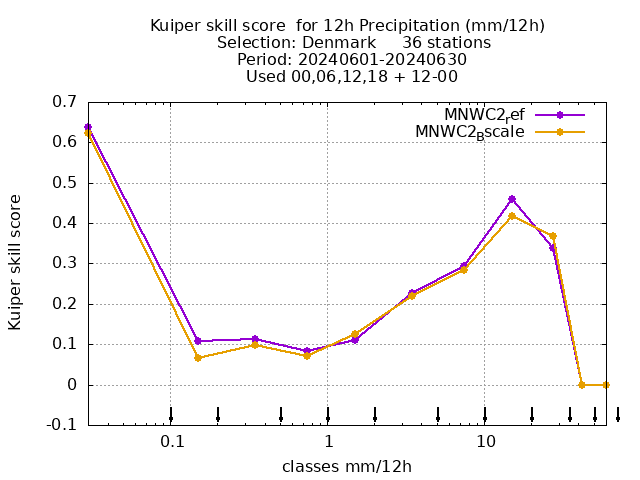 Kuiper skill score  for 12h Precipitation (mm/12h)
Selection: Denmark     36 stations
Period: 20240601-20240630
Used 00,06,12,18 + 12-00
MNWC2ref
MNWC2Bscale
0.7
0.6
0.5
0.4
0.3
0.2
0.1
0
-0.1
Kuiper skill score
0.1
1
10
classes mm/12h